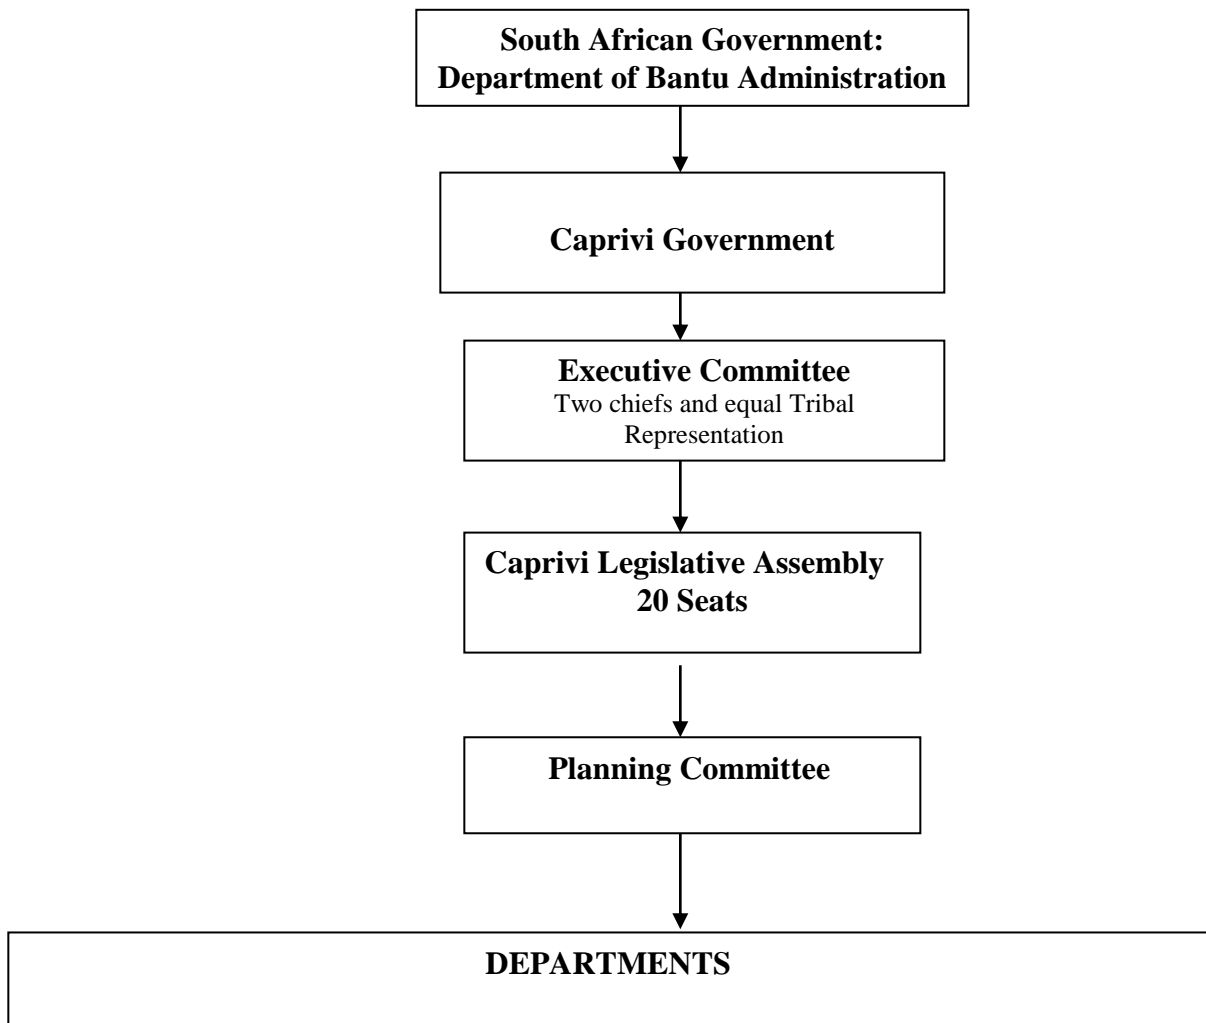 South African Government:
Department of Bantu Administration
Caprivi Government
Executive Committee
Two chiefs and equal Tribal
Representation
Caprivi Legislative Assembly
20 Seats
Planning Committee
DEPARTMENTS